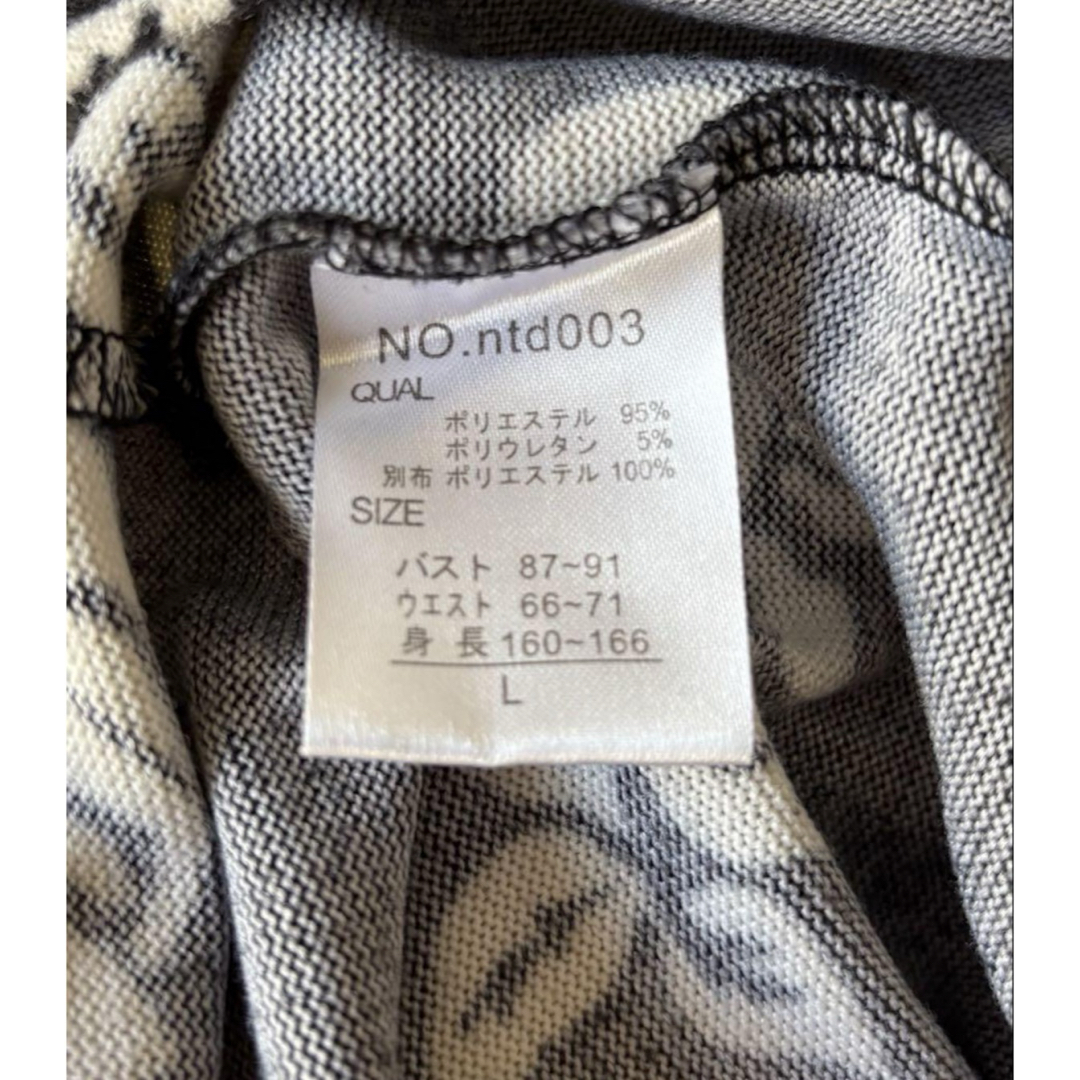 NO.ntd003
QUAL
ポリエステル 95%
ポリウレタン 5%
別布 ポリエステル 100%
SIZE
バスト 87~91
ウエスト 66~71
身 長 160~166
L